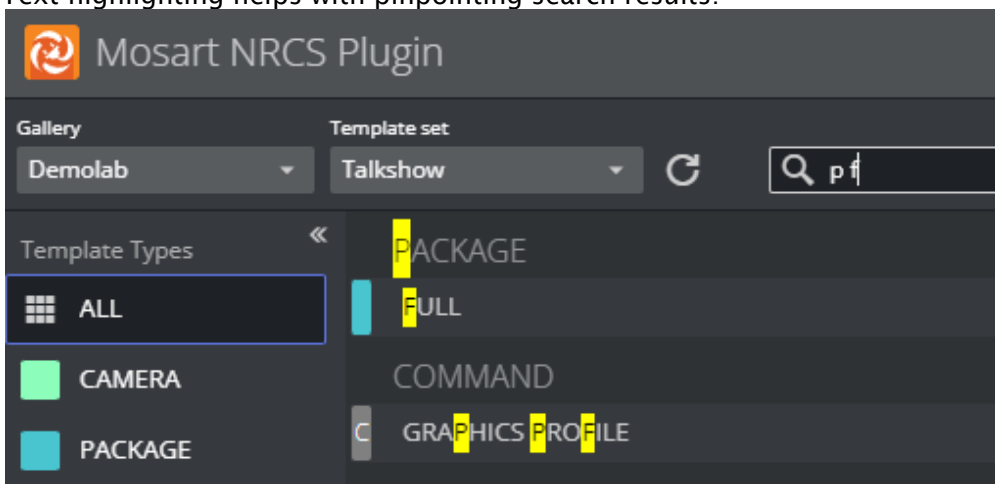 Text highlighting helps with pinpointing search results.
Mosart NRCS Plugin
Gallery
Template set
Demolab
Talkshow
p f
Template Types
«
PACKAGE
ALL
FULL
CAMERA
COMMAND
PACKAGE
C GRAPHICS PROFILE